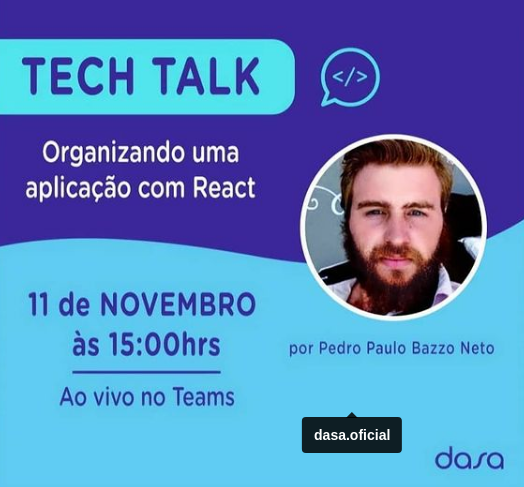 TECH TALK
</>
Organizando uma
aplicação com React
11 de NOVEMBRO
às 15:00hrs
Ao vivo no Teams
por Pedro Paulo Bazzo Neto
dasa.oficial
dasa